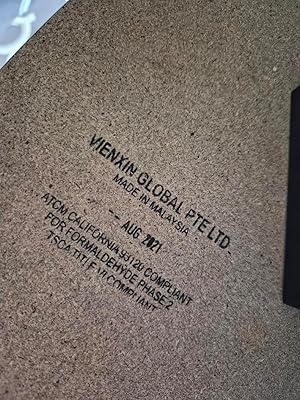 VIENXIN GLOBAL PTE LTD
MADE IN MALAYSIA
-- AUG 2021
ATCM CALIFORNIA 93120 COMPLIANT
FOR FORMALDEHYDE PHASE 2
TSCA TITLE VI COMPLIANT